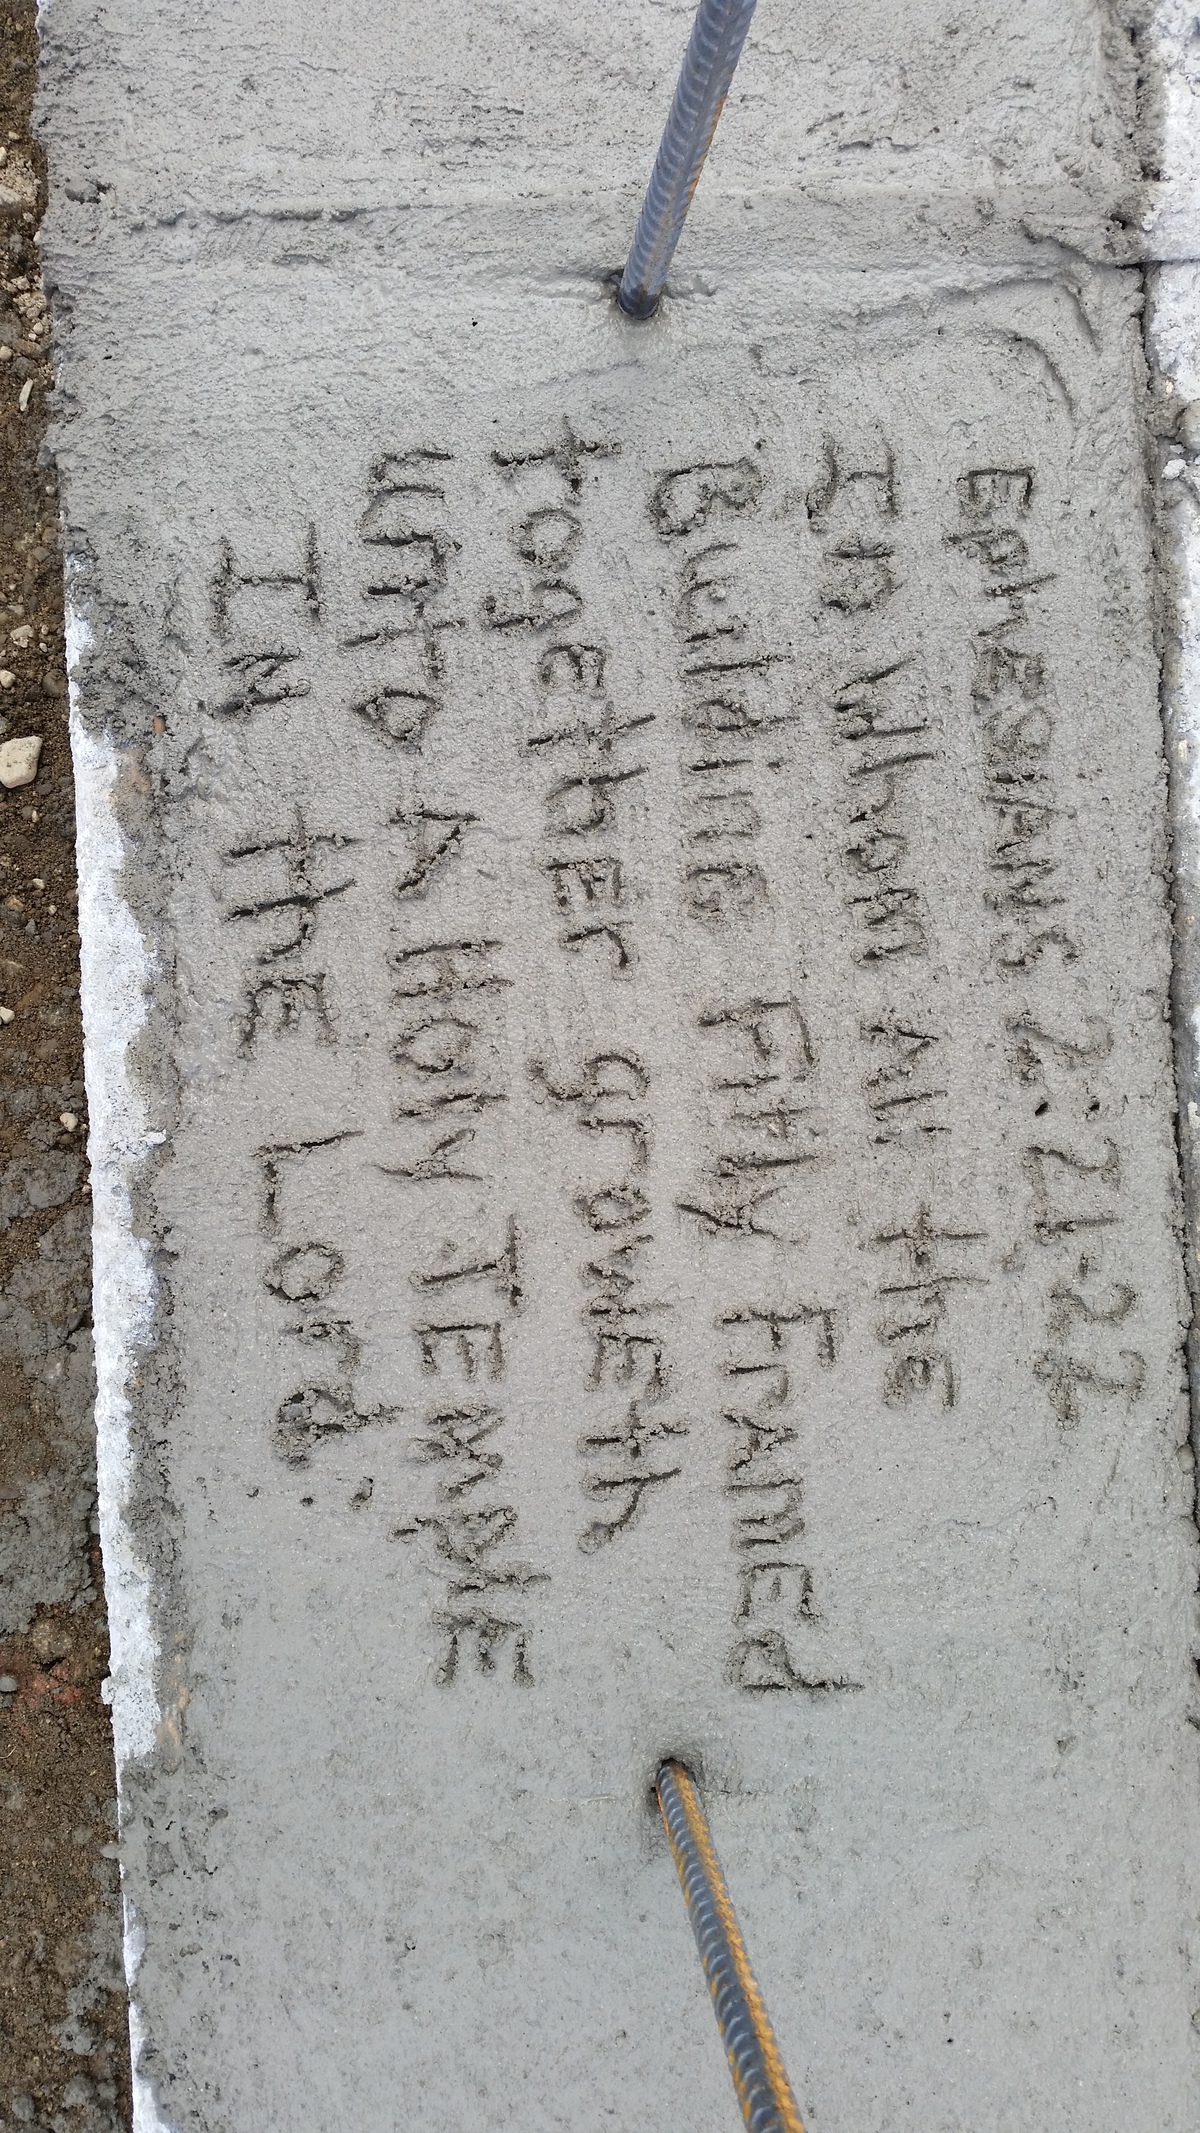 EphESIANS 2:21-22
In Whom All the
Building Fitly FrAmEd
togethEr growEth
unto A Holy TEmplE
IN thE Lord: